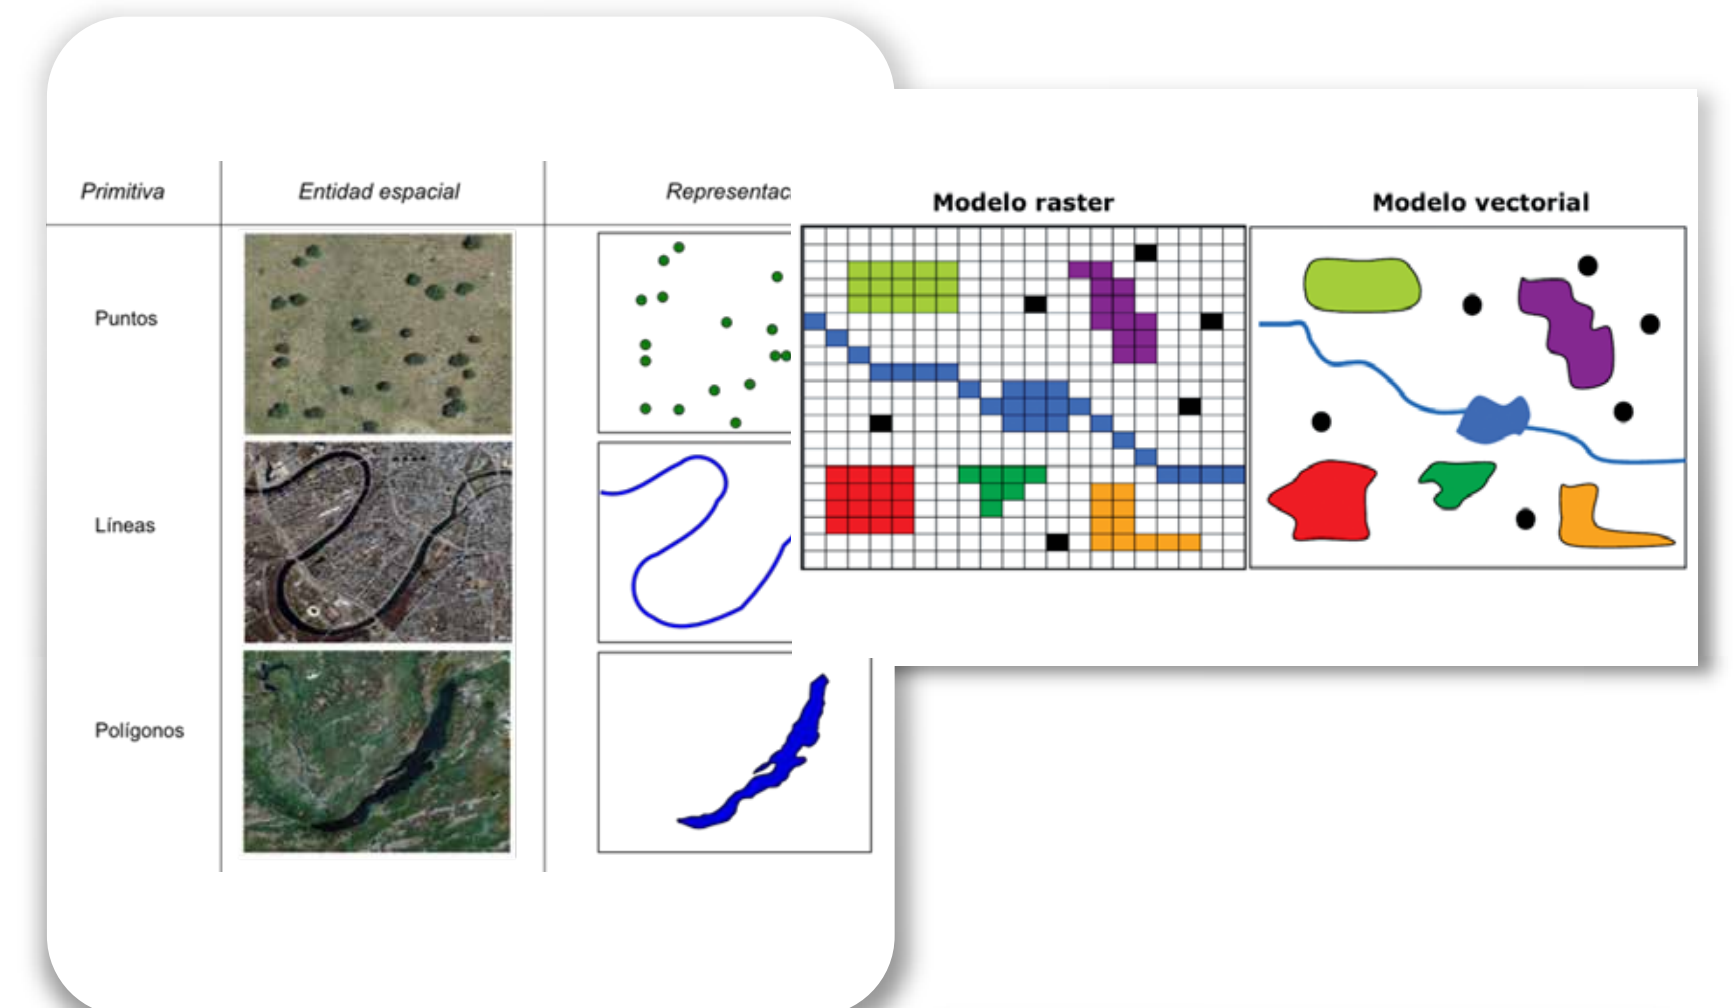 Primitiva
Entidad espacial
Representac
Puntos
Líneas
Polígonos
Modelo raster
Modelo vectorial